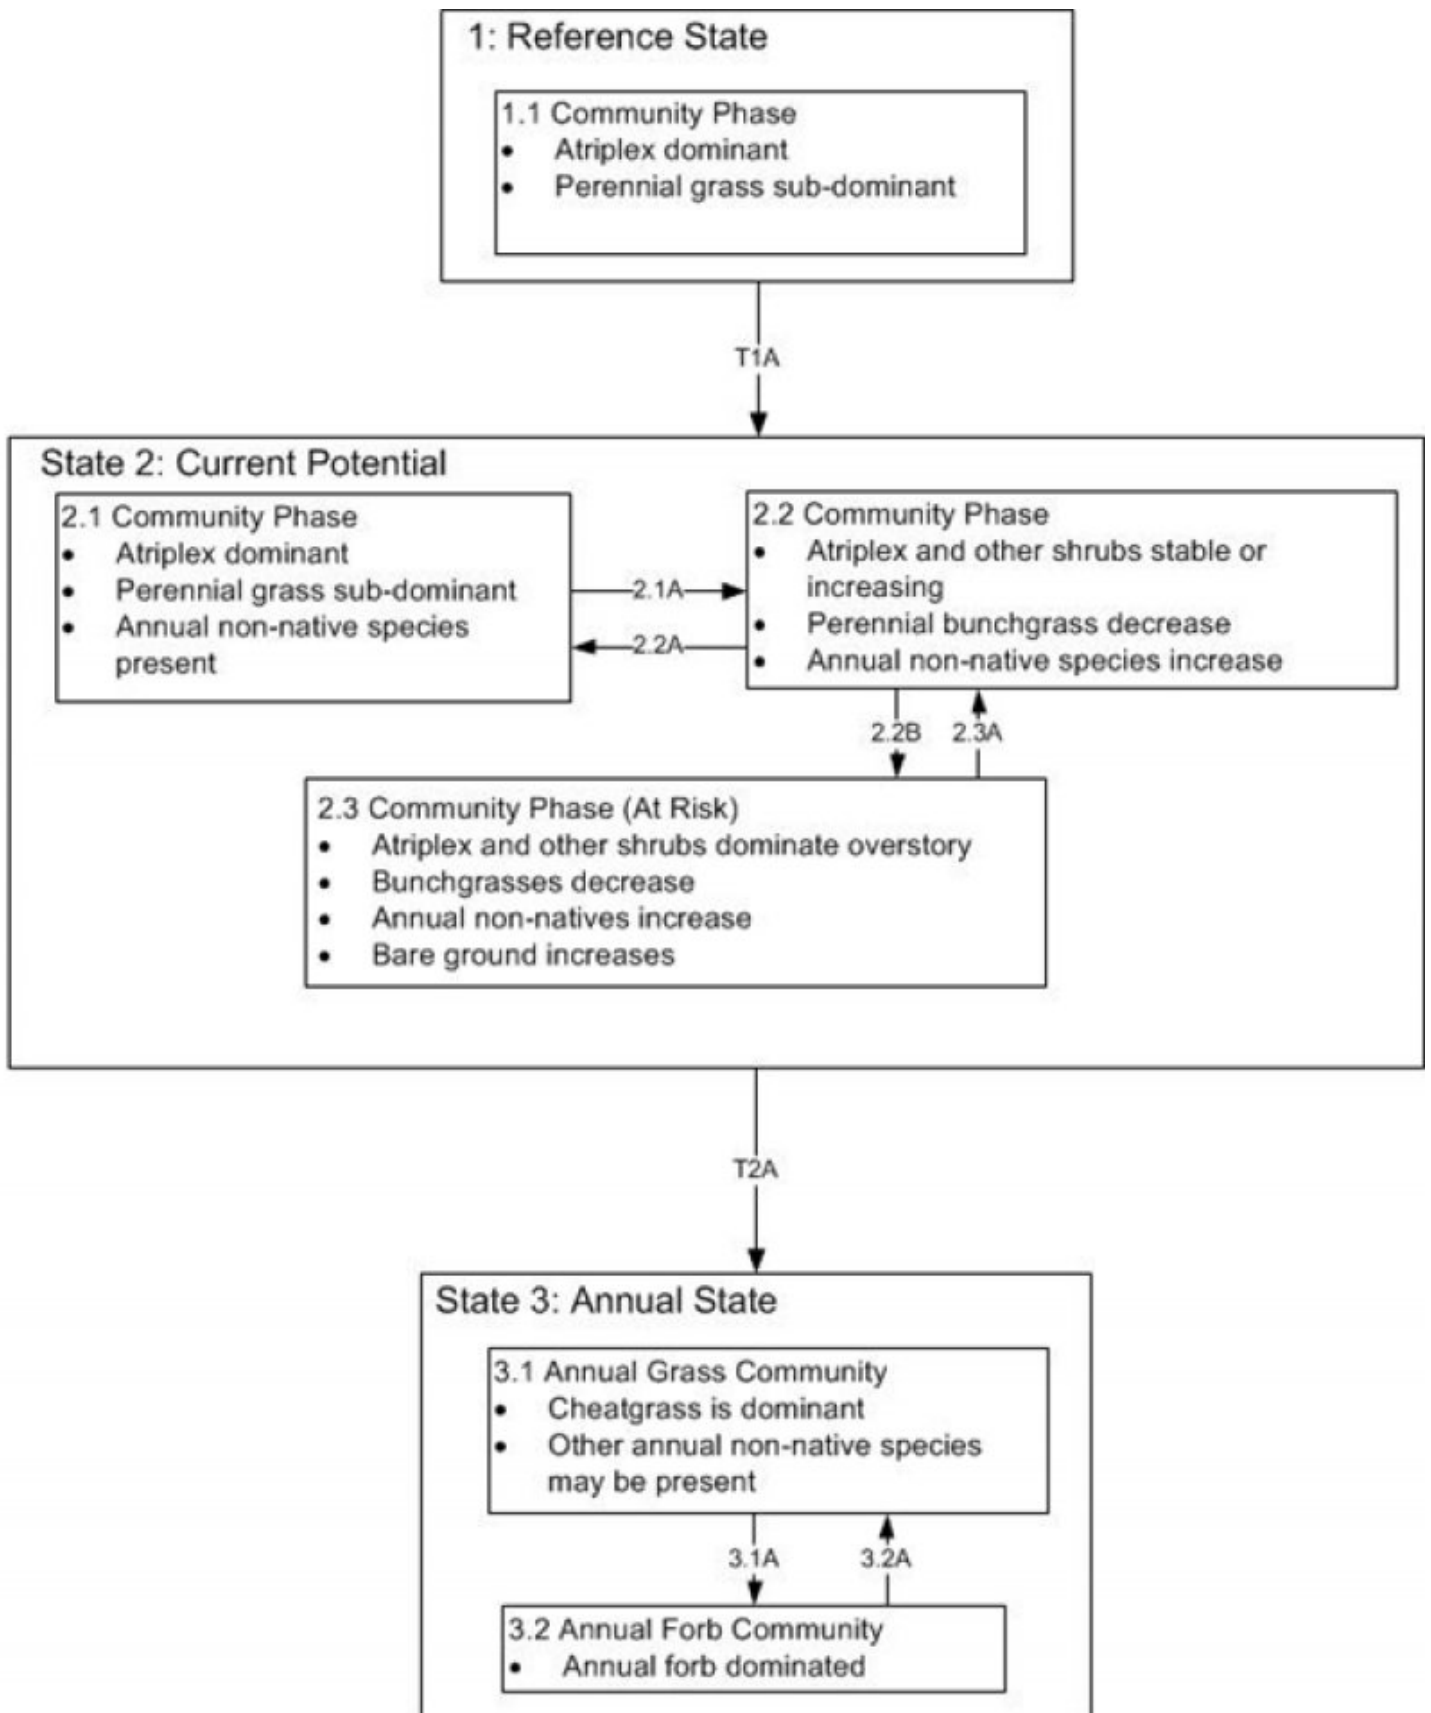 1: Reference State
1.1 Community Phase
• Atriplex dominant
• Perennial grass sub-dominant
T1A
State 2: Current Potential
2.1 Community Phase
• Atriplex dominant
• Perennial grass sub-dominant
• Annual non-native species
present
2.1A
2.2A
2.2 Community Phase
• Atriplex and other shrubs stable or
increasing
• Perennial bunchgrass decrease
• Annual non-native species increase
2.2B
2.3A
2.3 Community Phase (At Risk)
• Atriplex and other shrubs dominate overstory
• Bunchgrasses decrease
• Annual non-natives increase
• Bare ground increases
T2A
State 3: Annual State
3.1 Annual Grass Community
• Cheatgrass is dominant
• Other annual non-native species
may be present
3.1A
3.2A
3.2 Annual Forb Community
• Annual forb dominated